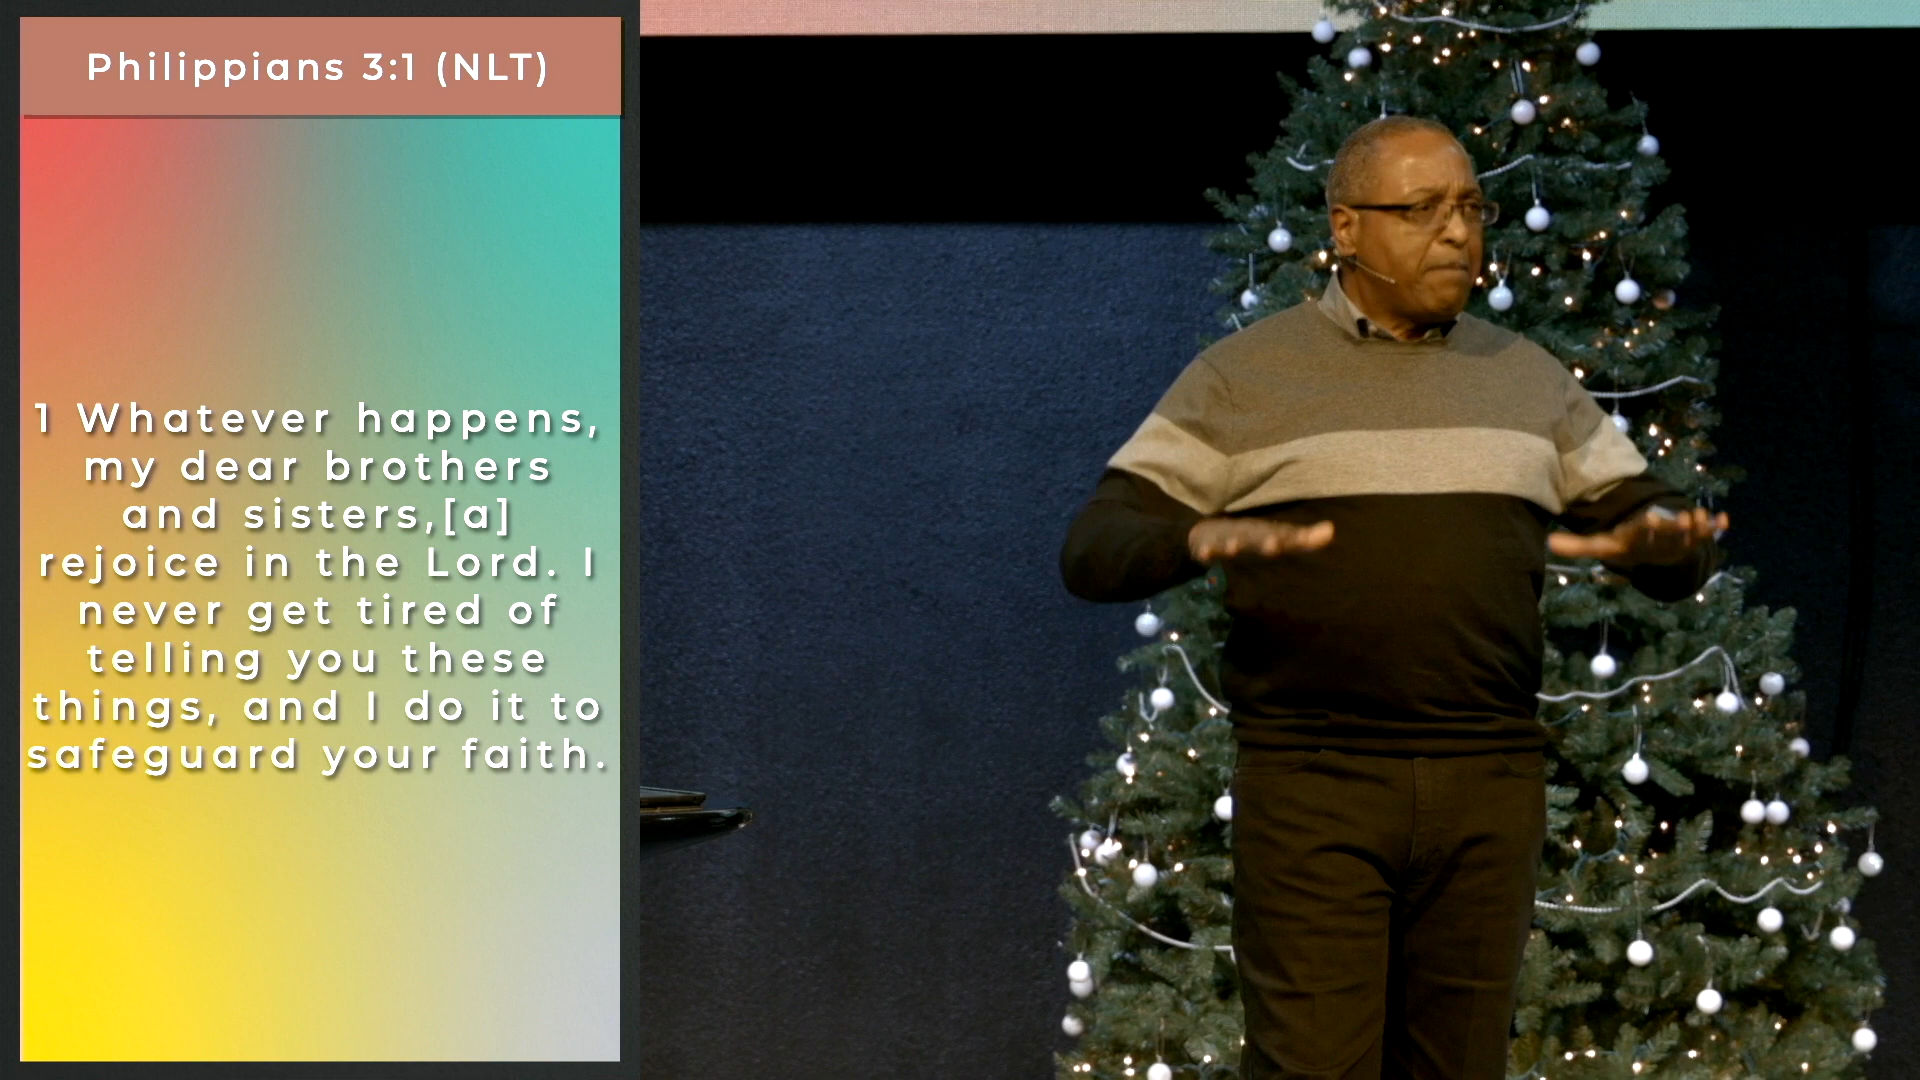 Philippians 3:1 (NLT)
1 Whatever happens,
my dear brothers
and sisters,[a]
rejoice in the Lord. I
never get tired of
telling you these
things, and I do it to
safeguard your faith.